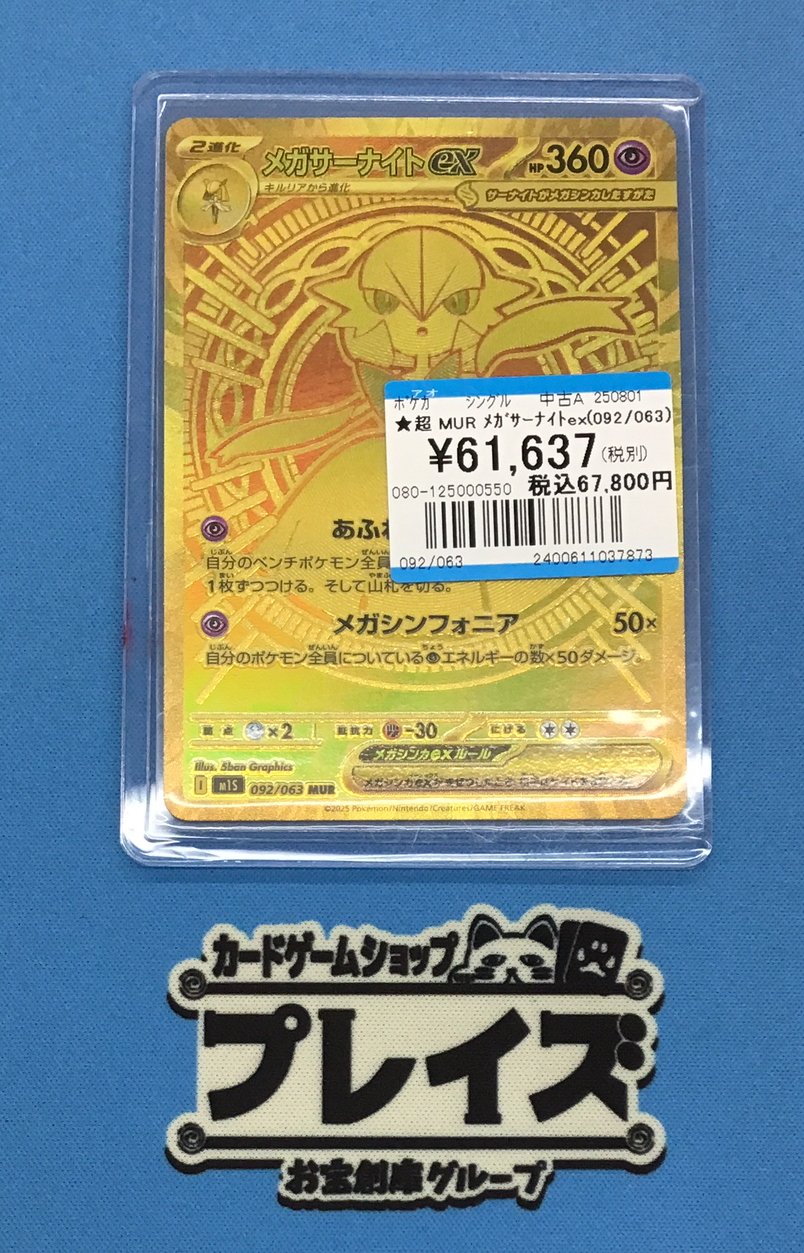 2進化
メガサーナイトex HP360
キルリアから進化
サーナイトがメガシンカしたすがた
アオ
ポケカ シングル 中古A 250801
★超 MUR メガサーナイトex(092/063)
¥61,637(税別)
080-125000550 税込67,800円
092/063 2400611037873
あふれ
自分のベンチポケモン全員
1枚ずつつける。そして山札を切る。
メガシンフォニア 50×
自分のポケモン全員についているエネルギーの数×50ダメージ。
弱点 ×2 抵抗力 -30 にげる
メガシンカexルール
Illus. 5ban Graphics
I m1S 092/063 MUR
©2025 Pokémon/Nintendo/Creatures/GAME FREAK
カードゲームショップ
プレイズ
お宝創庫グループ